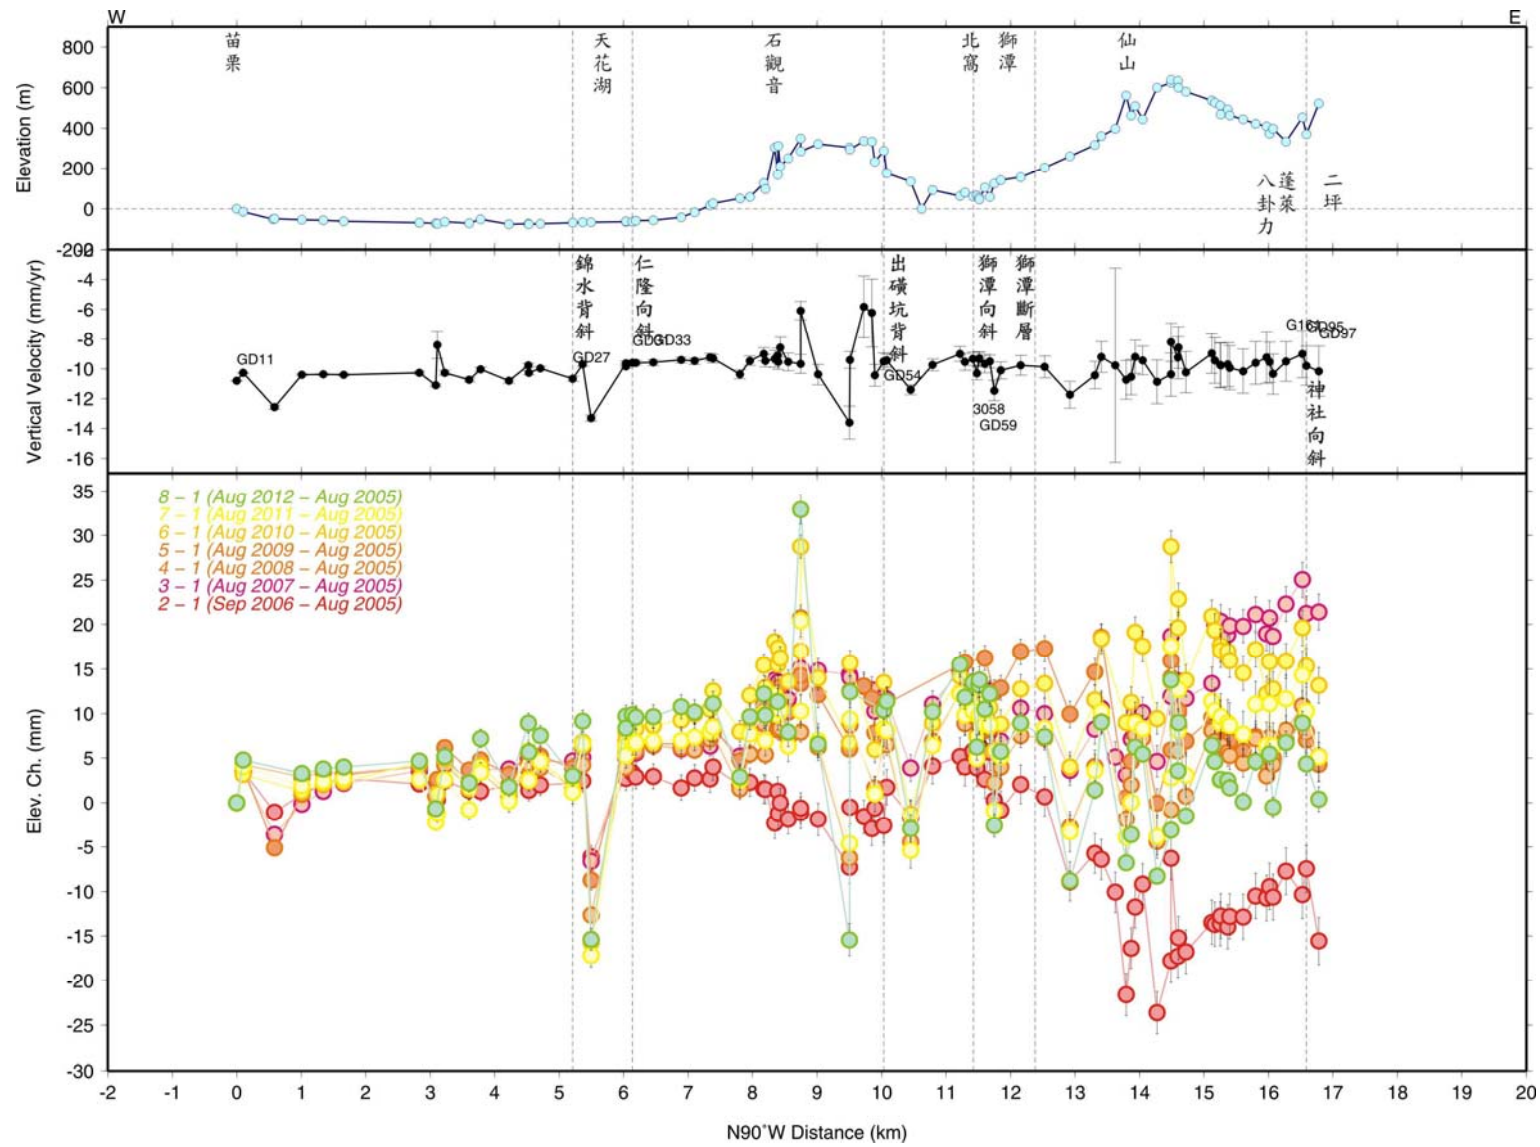 W
E
苗栗
天花湖
石觀音
北窩
獅潭
仙山
八卦力
蓬萊
二坪
Elevation (m)
800
600
400
200
0
-200
錦水背斜
仁隆向斜
出磺坑背斜
獅潭向斜
獅潭斷層
神社向斜
Vertical Velocity (mm/yr)
-4
-6
-8
-10
-12
-14
-16
GD11
GD27
GD33
GD54
3058
GD59
GD95
GD97
8 – 1 (Aug 2012 – Aug 2005)
7 – 1 (Aug 2011 – Aug 2005)
6 – 1 (Aug 2010 – Aug 2005)
5 – 1 (Aug 2009 – Aug 2005)
4 – 1 (Aug 2008 – Aug 2005)
3 – 1 (Aug 2007 – Aug 2005)
2 – 1 (Sep 2006 – Aug 2005)
Elev. Ch. (mm)
35
30
25
20
15
10
5
0
-5
-10
-15
-20
-25
-30
-2 -1 0 1 2 3 4 5 6 7 8 9 10 11 12 13 14 15 16 17 18 19 20
N90°W Distance (km)